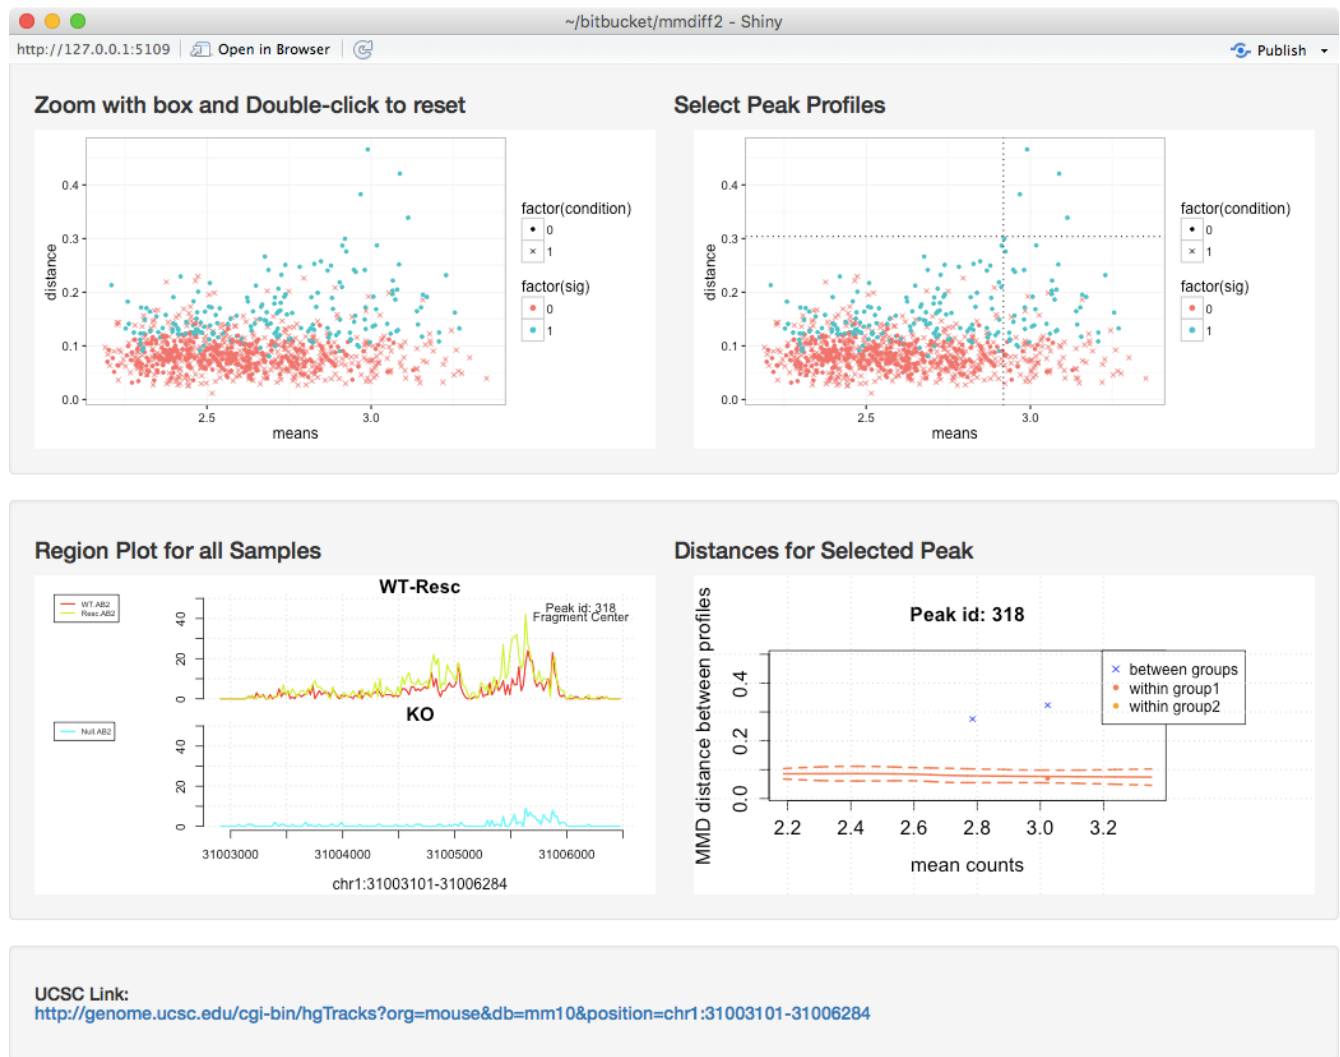 ~/bitbucket/mmdiff2 - Shiny
http://127.0.0.1:5109 Open in Browser Publish
Zoom with box and Double-click to reset
distance
0.4
0.3
0.2
0.1
0.0
2.5 3.0
means
factor(condition)
0
1
factor(sig)
0
1
Select Peak Profiles
distance
0.4
0.3
0.2
0.1
0.0
2.5 3.0
means
factor(condition)
0
1
factor(sig)
0
1
Region Plot for all Samples
WT-Resc
WT.AB2
Resc.AB2
Peak id: 318
Fragment Center
40
20
0
KO
Null.AB2
40
20
0
31003000 31004000 31005000 31006000
chr1:31003101-31006284
Distances for Selected Peak
MMD distance between profiles
Peak id: 318
between groups
within group1
within group2
0.4
0.2
0.0
2.2 2.4 2.6 2.8 3.0 3.2
mean counts
UCSC Link:
http://genome.ucsc.edu/cgi-bin/hgTracks?org=mouse&db=mm10&position=chr1:31003101-31006284